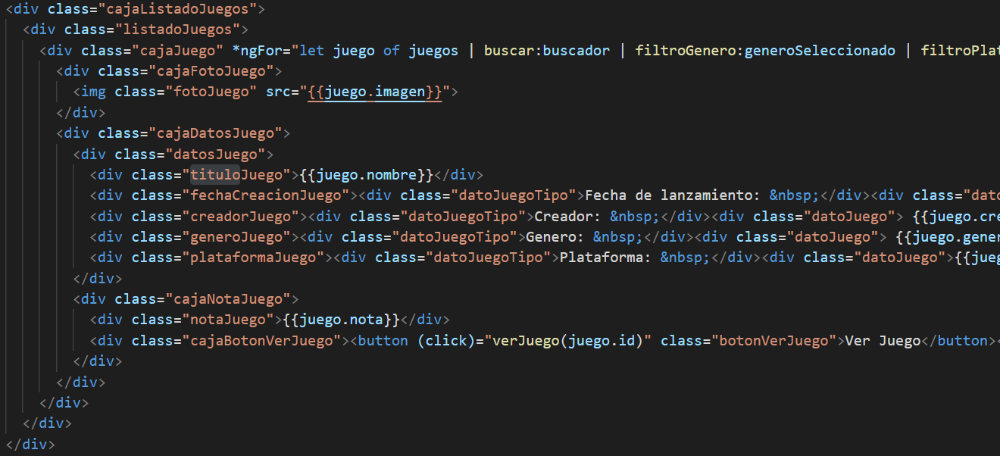 <div class="cajaListadoJuegos">
<div class="listadoJuegos">
<div class="cajaJuego" *ngFor="let juego of juegos | buscar:buscador | filtroGenero:generoSeleccionado | filtroPlat
<div class="cajaFotoJuego">
<img class="fotoJuego" src="{{juego.imagen}}">
</div>
<div class="cajaDatosJuego">
<div class="datosJuego">
<div class="tituloJuego">{{juego.nombre}}</div>
<div class="fechaCreacionJuego"><div class="datoJuegoTipo">Fecha de lanzamiento: &nbsp;</div><div class="dato
<div class="creadorJuego"><div class="datoJuegoTipo">Creador: &nbsp;</div><div class="datoJuego"> {{juego.cre
<div class="generoJuego"><div class="datoJuegoTipo">Genero: &nbsp;</div><div class="datoJuego"> {{juego.gener
<div class="plataformaJuego"><div class="datoJuegoTipo">Plataforma: &nbsp;</div><div class="datoJuego">{{jueg
</div>
<div class="cajaNotaJuego">
<div class="notaJuego">{{juego.nota}}</div>
<div class="cajaBotonVerJuego"><button (click)="verJuego(juego.id)" class="botonVerJuego">Ver Juego</button><
</div>
</div>
</div>
</div>
</div>